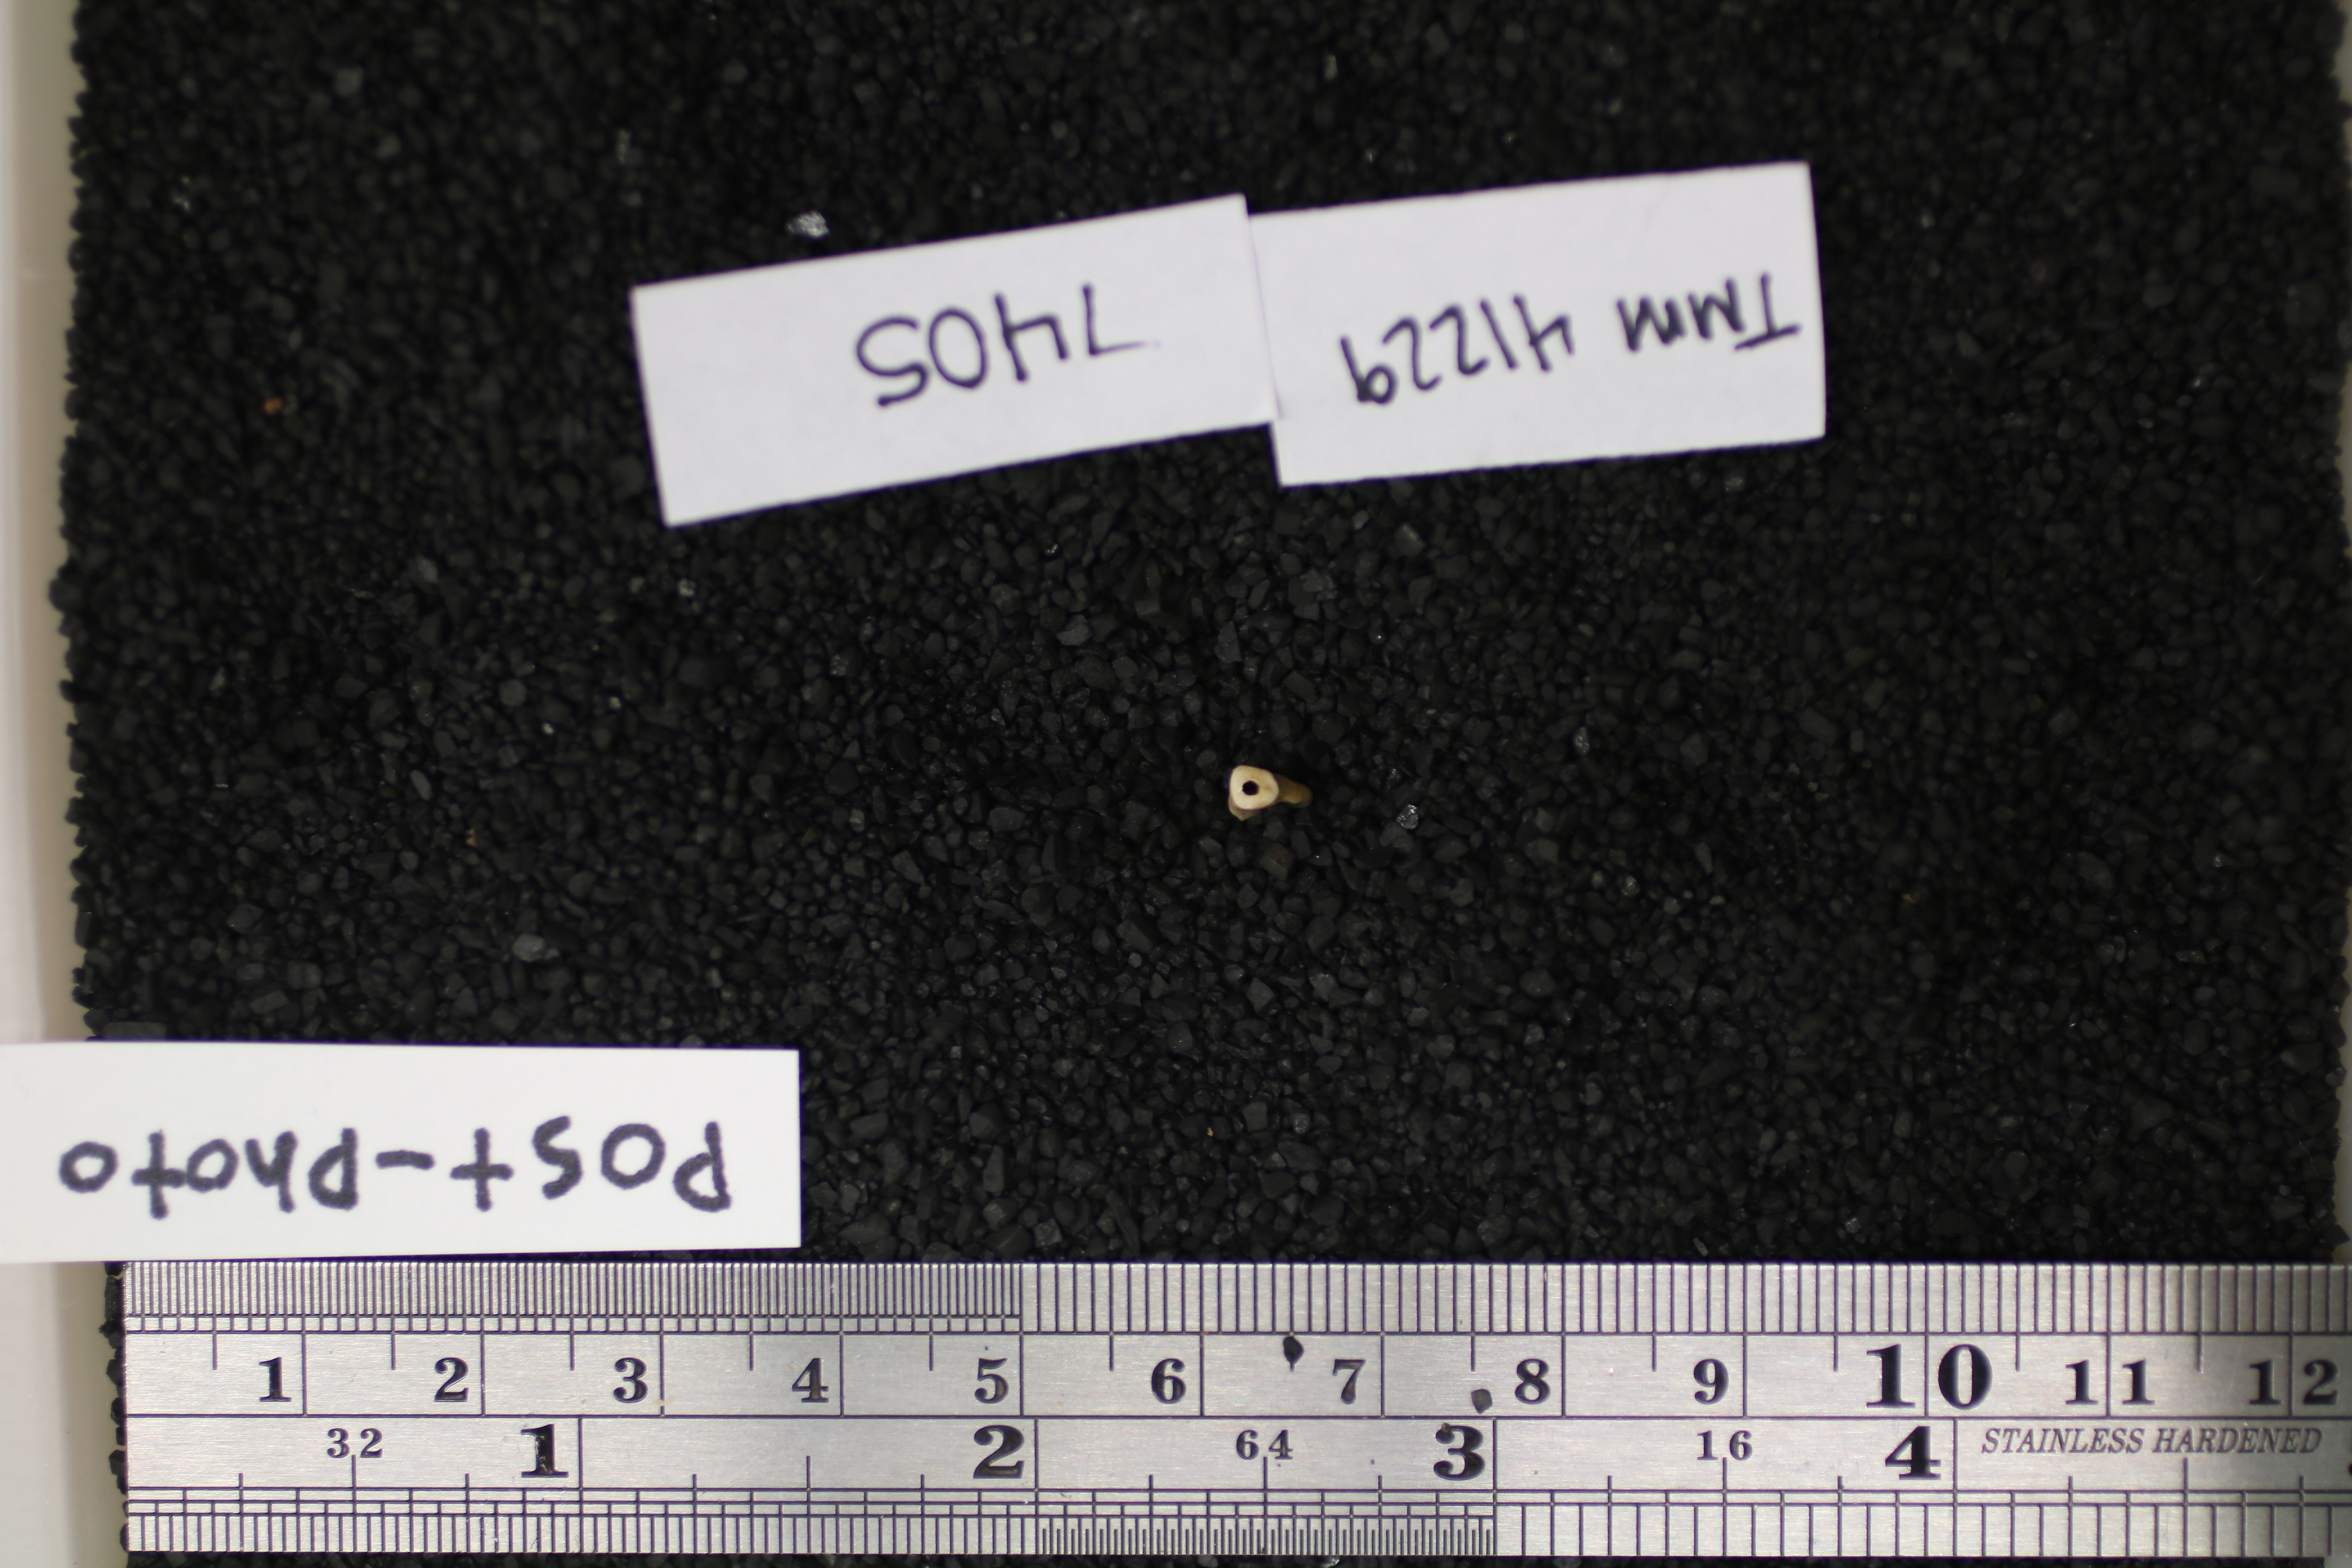 TMM 41229
7405
Post-Photo
1 2 3 4 5 6 7 8 9 10 11 12
32 1 2 64 3 16 4 STAINLESS HARDENED